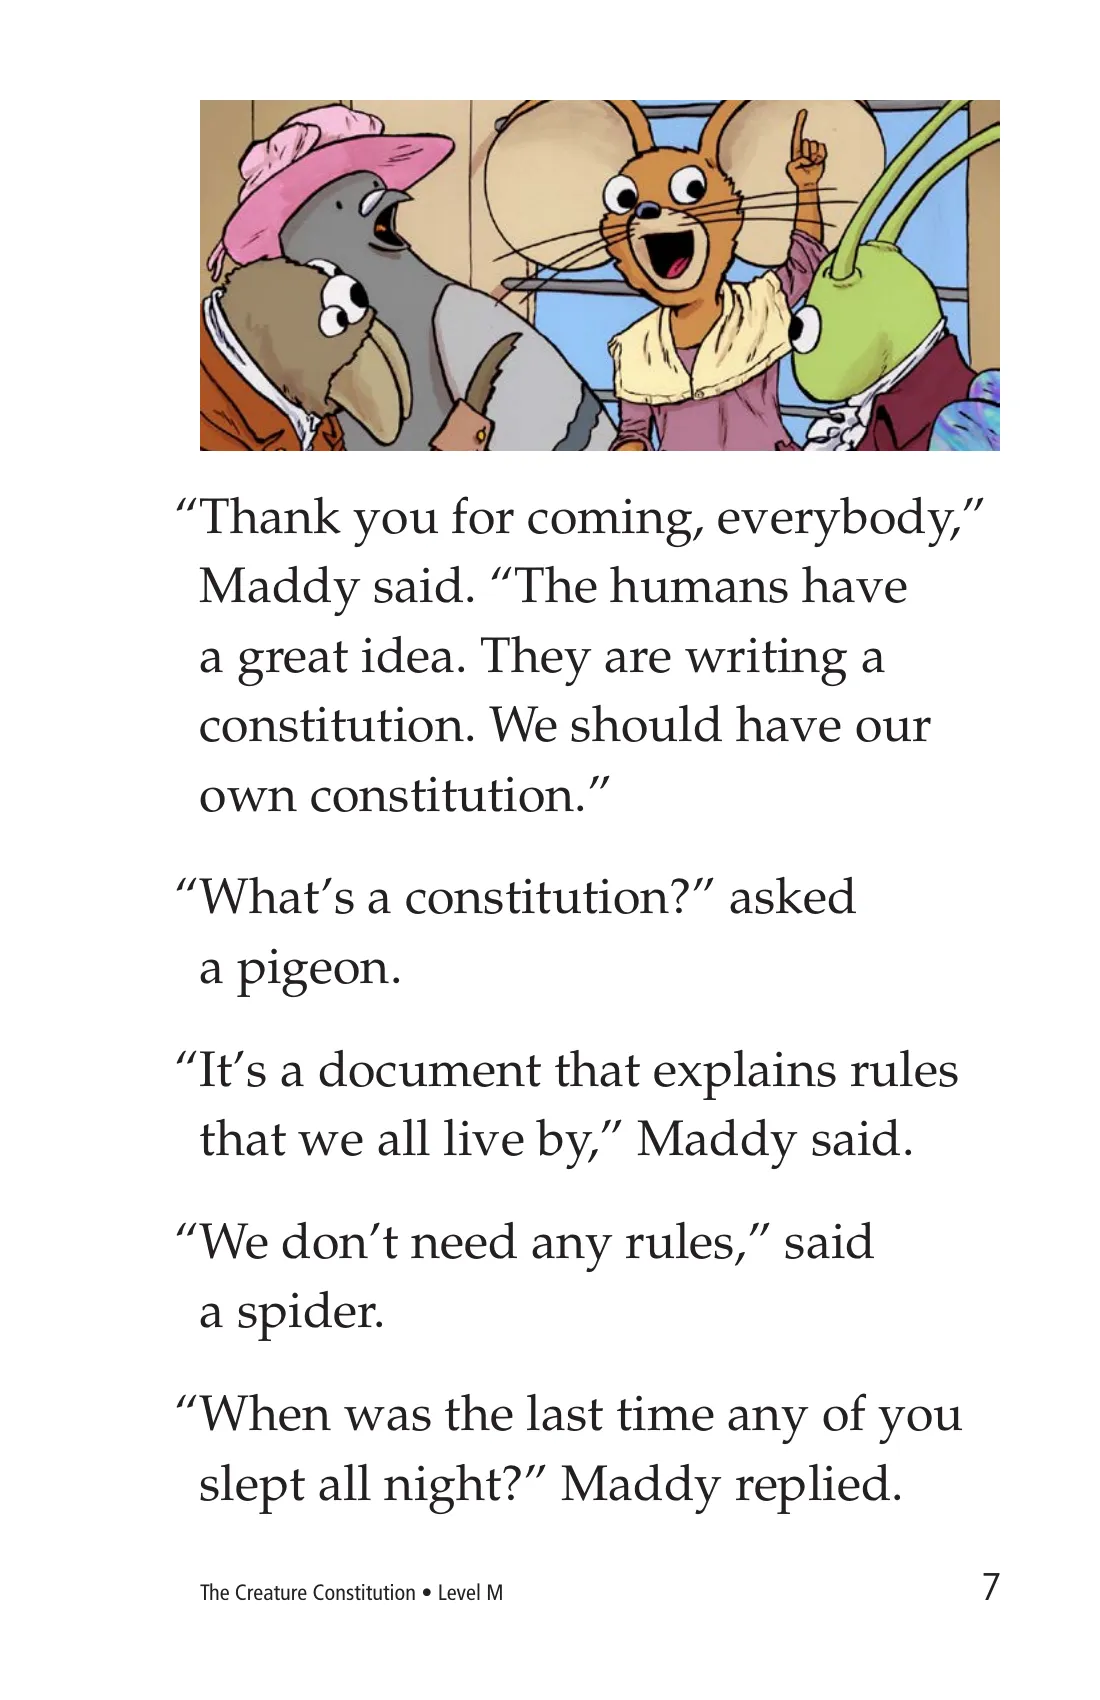 “Thank you for coming, everybody,”
Maddy said. “The humans have
a great idea. They are writing a
constitution. We should have our
own constitution.”
“What’s a constitution?” asked
a pigeon.
“It’s a document that explains rules
that we all live by,” Maddy said.
“We don’t need any rules,” said
a spider.
“When was the last time any of you
slept all night?” Maddy replied.
The Creature Constitution • Level M 7